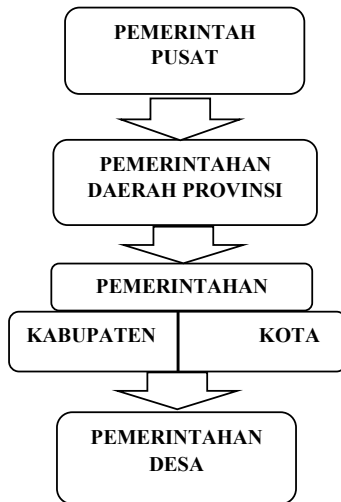 PEMERINTAH
PUSAT
PEMERINTAHAN
DAERAH PROVINSI
PEMERINTAHAN
KABUPATEN KOTA
PEMERINTAHAN
DESA